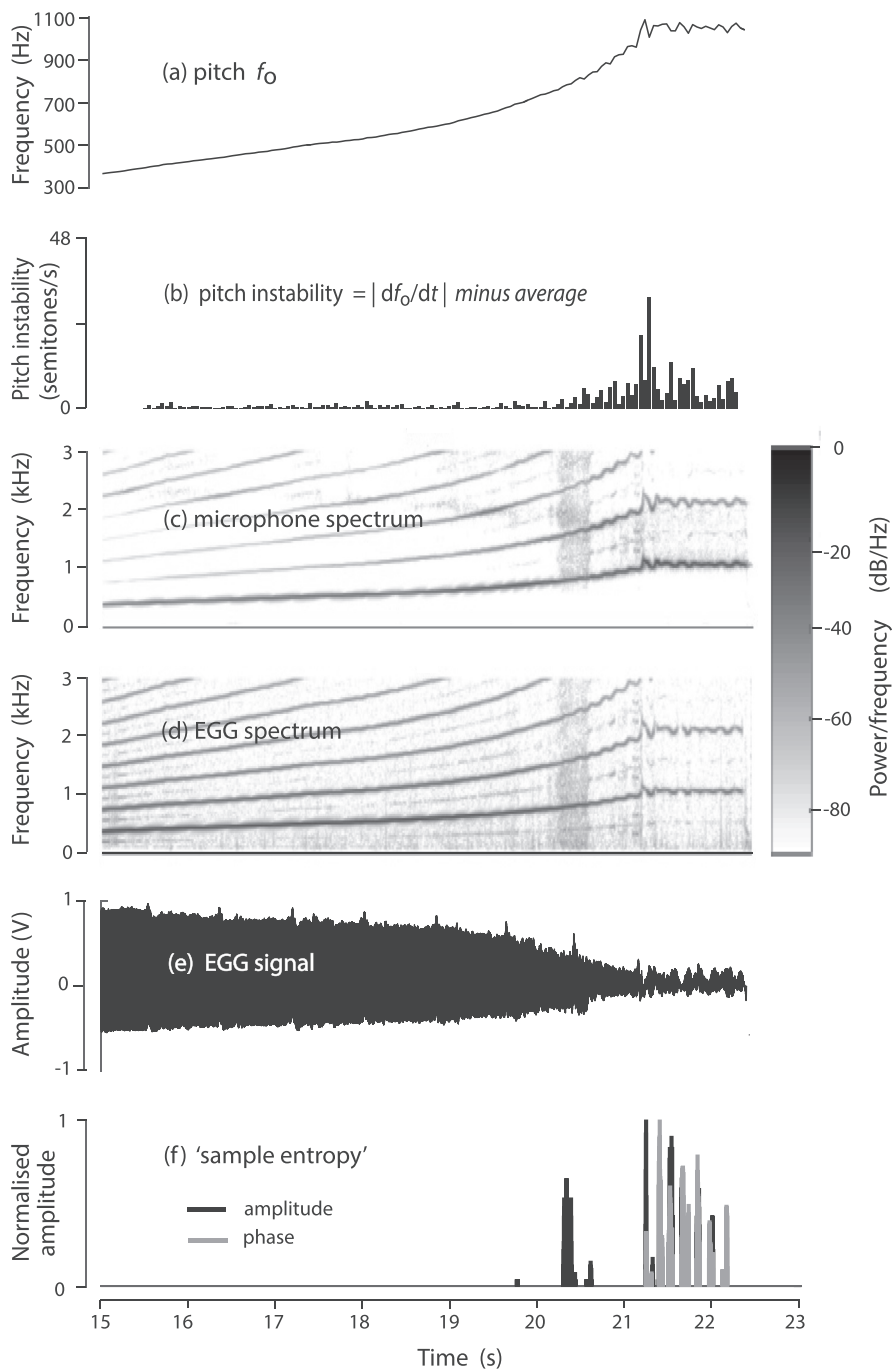 1100
900
700
500
300
Frequency (Hz)
(a) pitch fo
48
0
Pitch instability
(semitones/s)
(b) pitch instability = | dfo/dt | minus average
3
2
1
0
Frequency (kHz)
(c) microphone spectrum
3
2
1
0
Frequency (kHz)
(d) EGG spectrum
0
-20
-40
-60
-80
Power/frequency (dB/Hz)
1
0
-1
Amplitude (V)
(e) EGG signal
1
0
Normalised
amplitude
(f) ‘sample entropy’
amplitude
phase
15 16 17 18 19 20 21 22 23
Time (s)